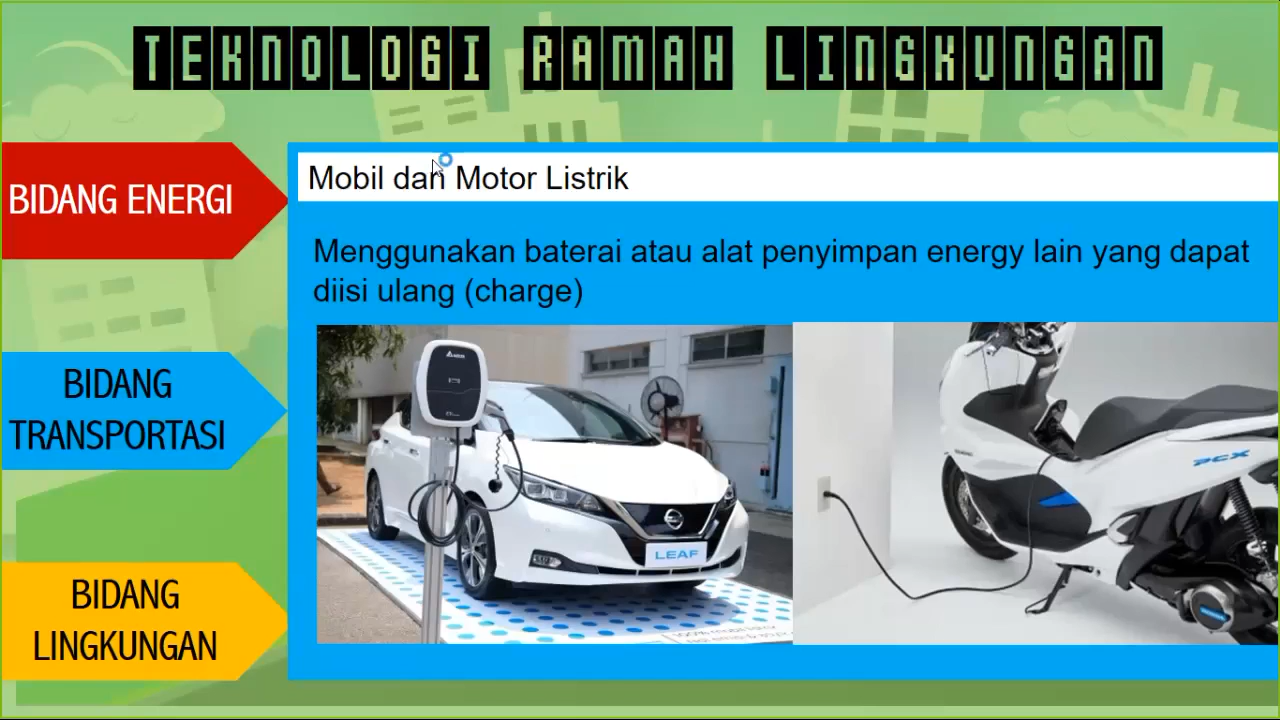 TEKNOLOGI RAMAH LINGKUNGAN
BIDANG ENERGI
Mobil dan Motor Listrik
Menggunakan baterai atau alat penyimpan energy lain yang dapat
diisi ulang (charge)
BIDANG
TRANSPORTASI
LEAF
PCX
BIDANG
LINGKUNGAN